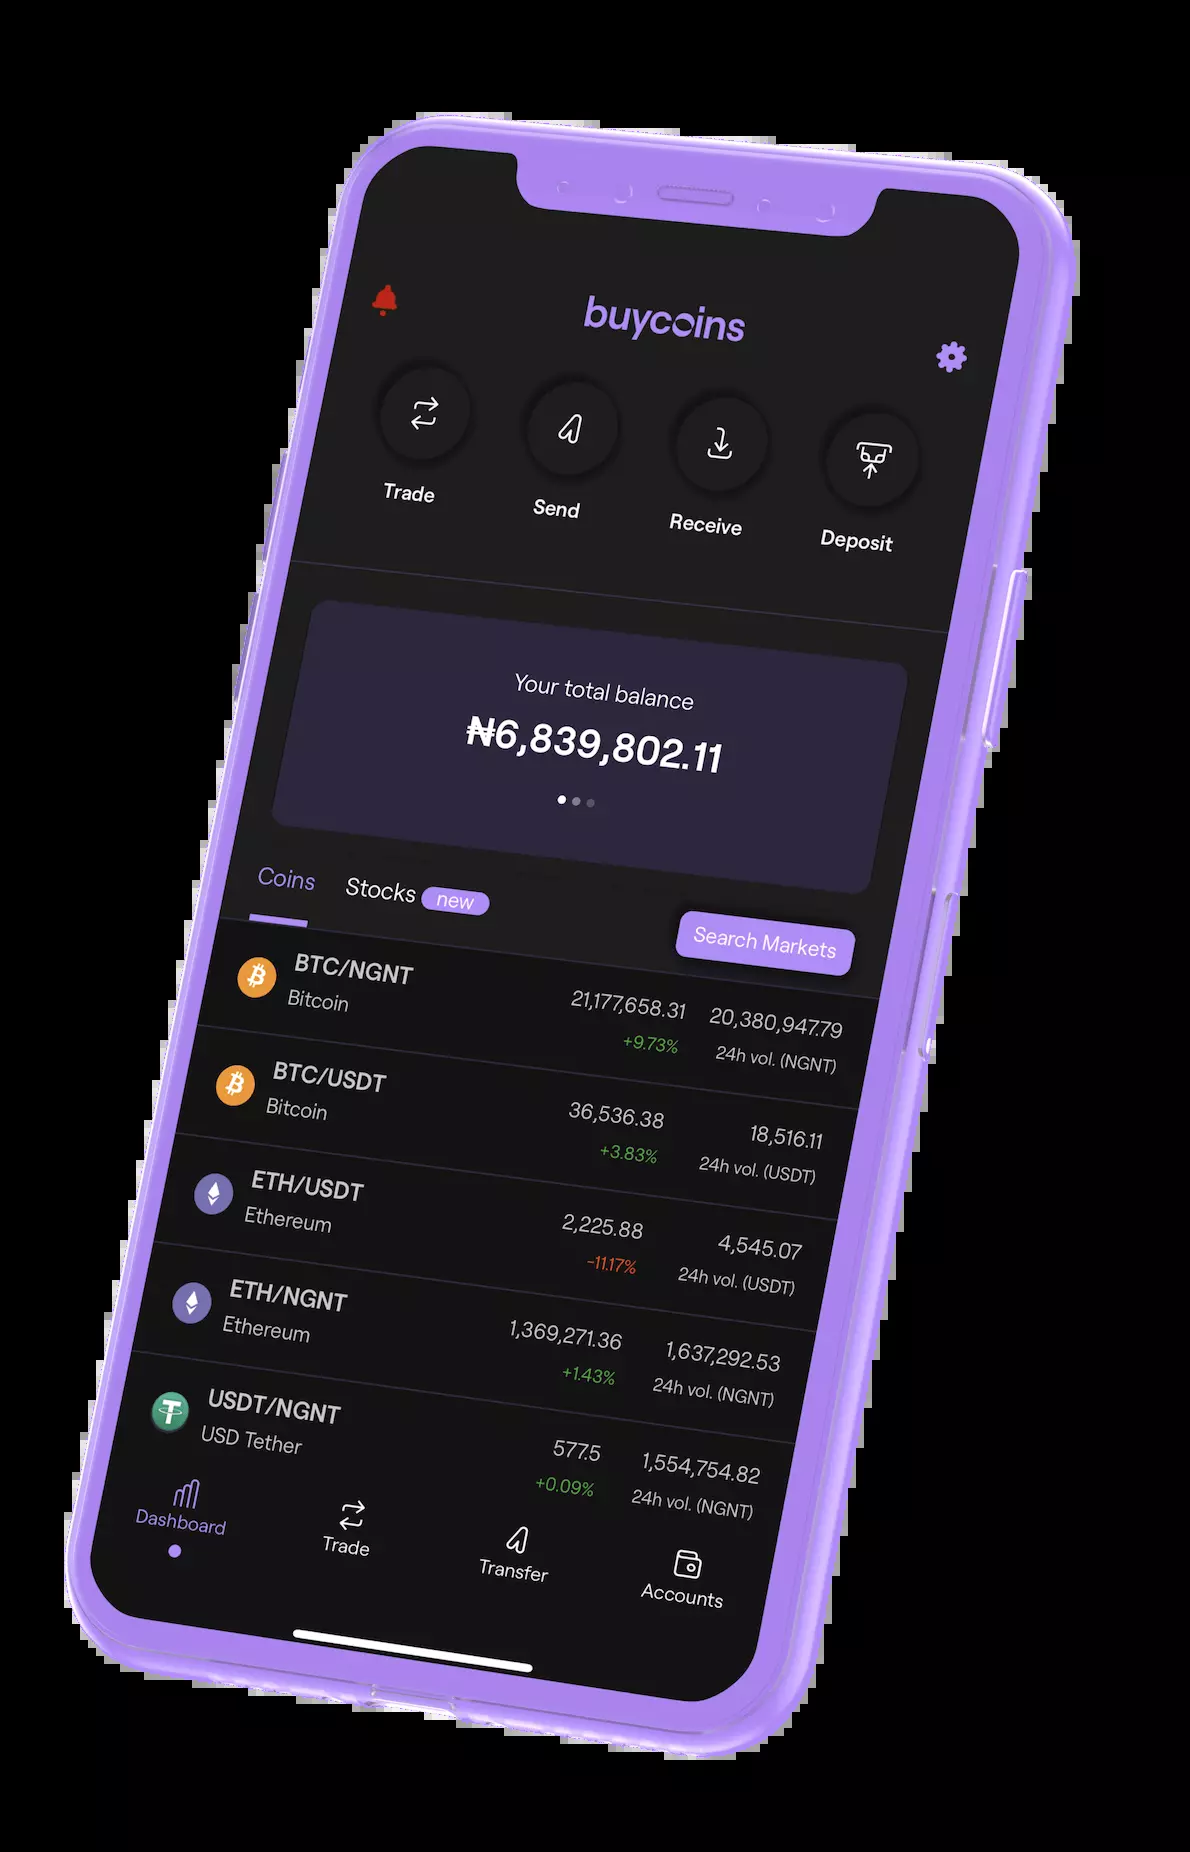 buycoins
Trade
Send
Receive
Deposit
Your total balance
₦6,839,802.11
Coins
Stocks new
Search Markets
BTC/NGNT
Bitcoin
21,177,658.31
+9.73%
20,380,947.79
24h vol. (NGNT)
BTC/USDT
Bitcoin
36,536.38
+3.83%
18,516.11
24h vol. (USDT)
ETH/USDT
Ethereum
2,225.88
-11.17%
4,545.07
24h vol. (USDT)
ETH/NGNT
Ethereum
1,369,271.36
+1.43%
1,637,292.53
24h vol. (NGNT)
USDT/NGNT
USD Tether
577.5
+0.09%
1,554,754.82
24h vol. (NGNT)
Dashboard
Trade
Transfer
Accounts